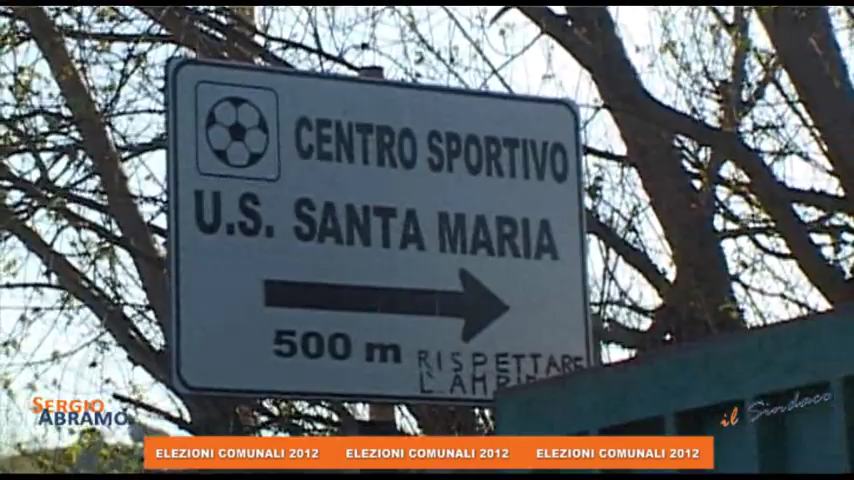 CENTRO SPORTIVO
U.S. SANTA MARIA
500 m
RISPETTARE
SERGIO
ABRAMO
il Sindaco
ELEZIONI COMUNALI 2012 ELEZIONI COMUNALI 2012 ELEZIONI COMUNALI 2012